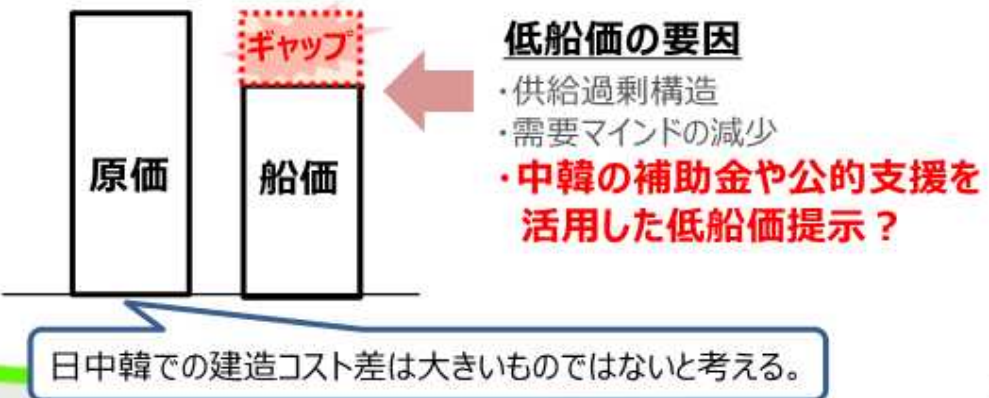 ギャップ
原価
船価
低船価の要因
・供給過剰構造
・需要マインドの減少
・中韓の補助金や公的支援を
活用した低船価提示？
日中韓での建造コスト差は大きいものではないと考える。